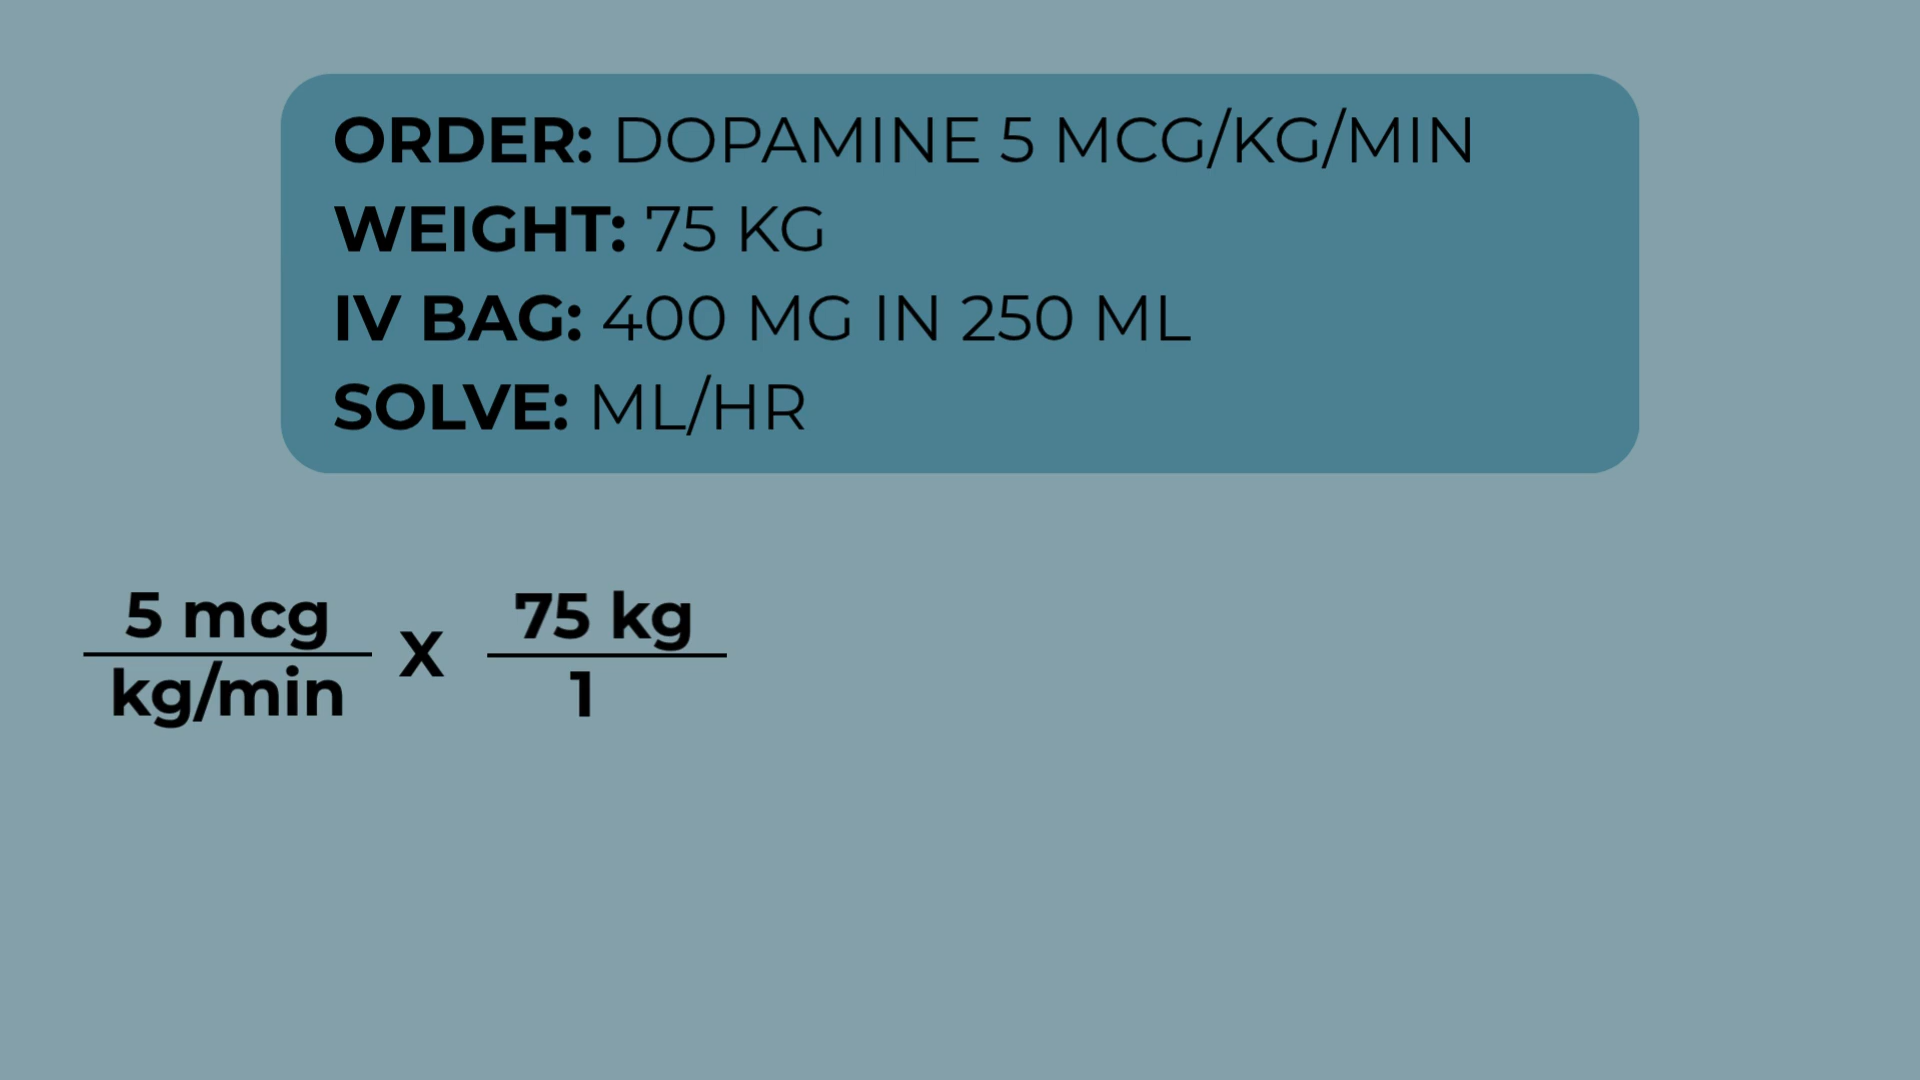 ORDER: DOPAMINE 5 MCG/KG/MIN
WEIGHT: 75 KG
IV BAG: 400 MG IN 250 ML
SOLVE: ML/HR
5 mcg
kg/min
x
75 kg
1